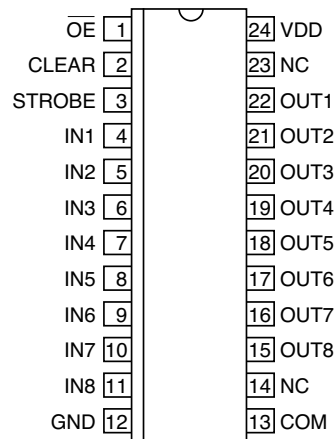 OE 1 24 VDD
CLEAR 2 23 NC
STROBE 3 22 OUT1
IN1 4 21 OUT2
IN2 5 20 OUT3
IN3 6 19 OUT4
IN4 7 18 OUT5
IN5 8 17 OUT6
IN6 9 16 OUT7
IN7 10 15 OUT8
IN8 11 14 NC
GND 12 13 COM